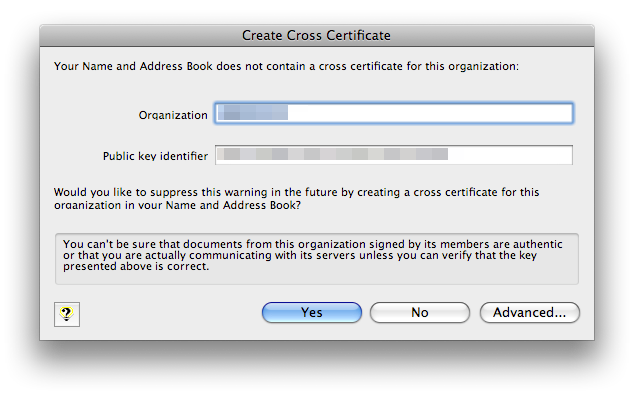 Create Cross Certificate
Your Name and Address Book does not contain a cross certificate for this organization:
Organization
Public key identifier
Would you like to suppress this warning in the future by creating a cross certificate for this
organization in your Name and Address Book?
You can't be sure that documents from this organization signed by its members are authentic
or that you are actually communicating with its servers unless you can verify that the key
presented above is correct.
? Yes No Advanced...